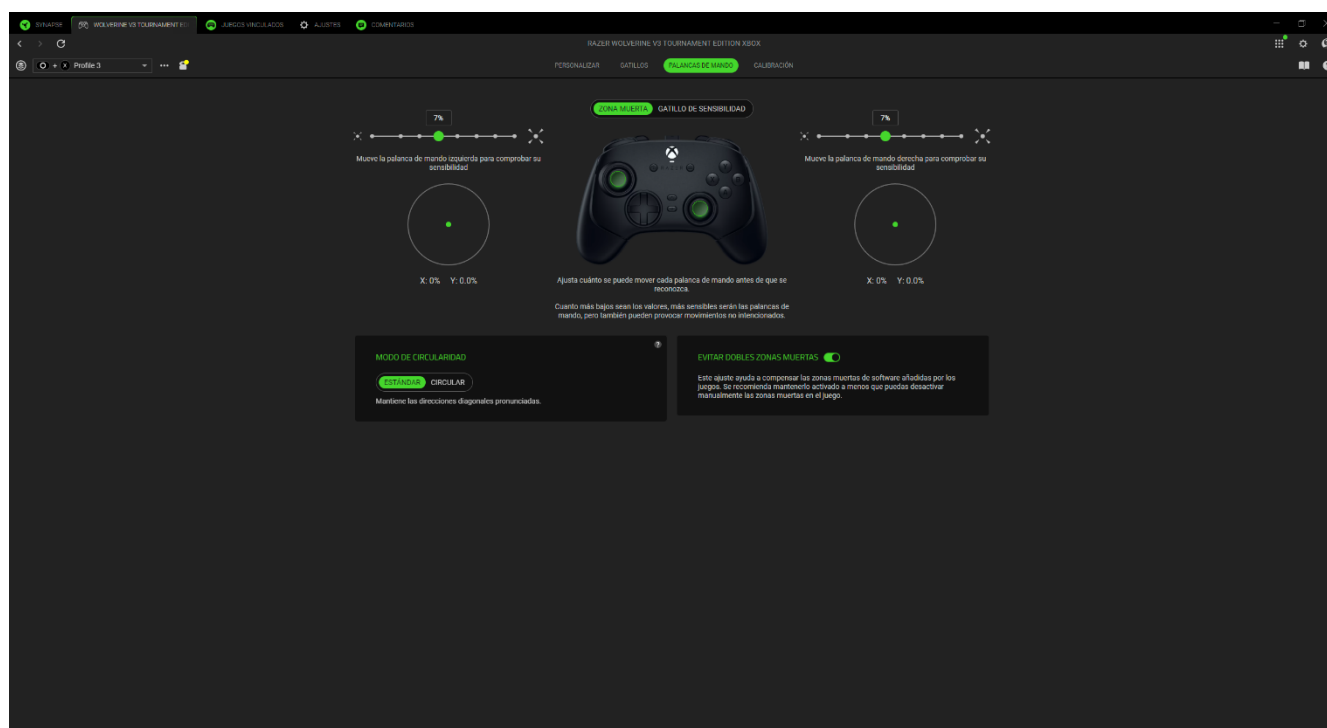 SYNAPSE
WOLVERINE V3 TOURNAMENT EDI
JUEGOS VINCULADOS
AJUSTES
COMENTARIOS
RAZER WOLVERINE V3 TOURNAMENT EDITION XBOX
Profile 3
PERSONALIZAR
GATILLOS
PALANCAS DE MANDO
CALIBRACIÓN
ZONA MUERTA
GATILLO DE SENSIBILIDAD
7%
Mueve la palanca de mando izquierda para comprobar su
sensibilidad
X: 0% Y: 0.0%
7%
Mueve la palanca de mando derecha para comprobar su
sensibilidad
X: 0% Y: 0.0%
Ajusta cuánto se puede mover cada palanca de mando antes de que se
reconozca.
Cuanto más bajos sean los valores, más sensibles serán las palancas de
mando, pero también pueden provocar movimientos no intencionados.
MODO DE CIRCULARIDAD
ESTÁNDAR
CIRCULAR
Mantiene las direcciones diagonales pronunciadas.
EVITAR DOBLES ZONAS MUERTAS
Este ajuste ayuda a compensar las zonas muertas de software añadidas por los
juegos. Se recomienda mantenerlo activado a menos que puedas desactivar
manualmente las zonas muertas en el juego.